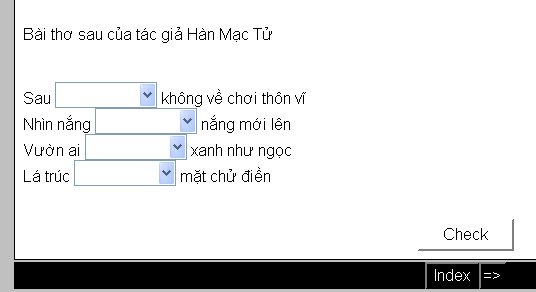 Bài thơ sau của tác giả Hàn Mạc Tử
Sau không về chơi thôn vĩ
Nhìn nắng nắng mới lên
Vườn ai xanh như ngọc
Lá trúc mặt chử điền
Check
Index =>